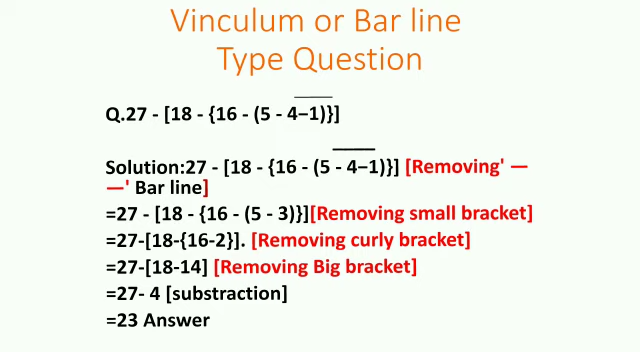 Vinculum or Bar line
Type Question
Q.27 - [18 - {16 - (5 - 4−1)}]
Solution:27 - [18 - {16 - (5 - 4−1)}] [Removing' —
—' Bar line]
=27 - [18 - {16 - (5 - 3)}][Removing small bracket]
=27-[18-{16-2}]. [Removing curly bracket]
=27-[18-14] [Removing Big bracket]
=27- 4 [substraction]
=23 Answer